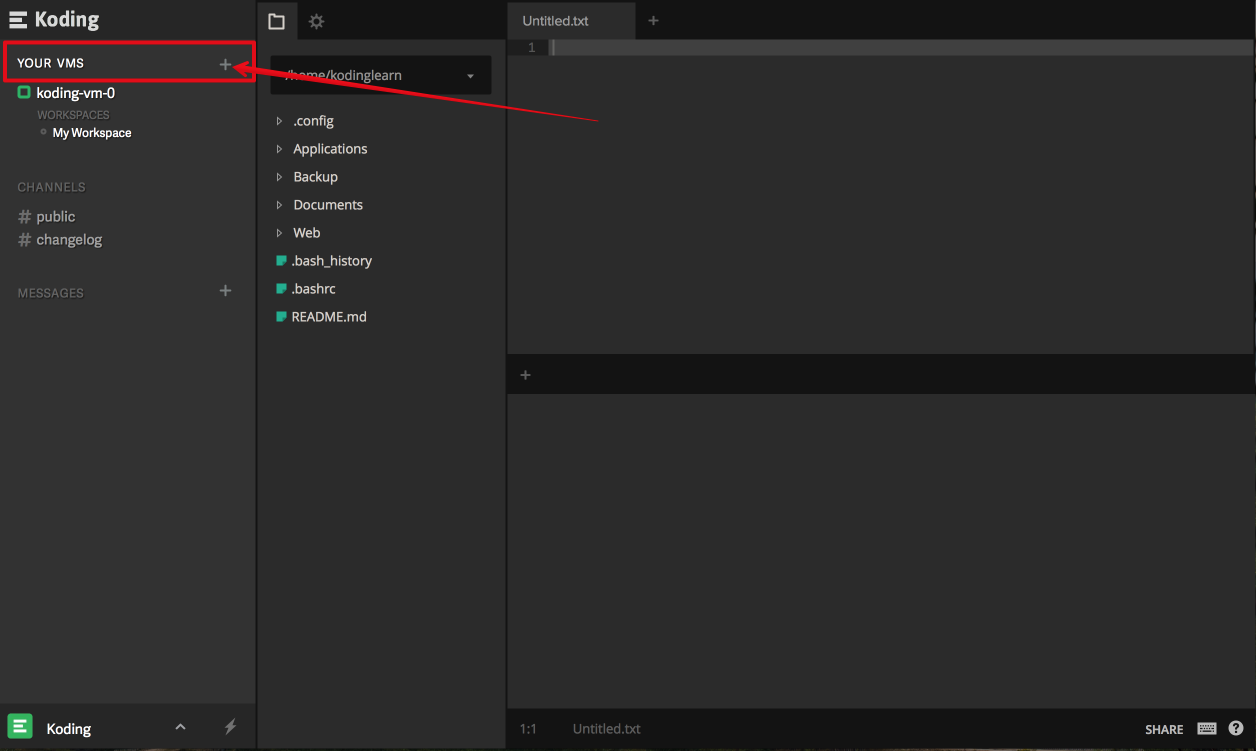 Koding
YOUR VMS +
koding-vm-0
WORKSPACES
My Workspace
CHANNELS
# public
# changelog
MESSAGES +
/home/kodinglearn
.config
Applications
Backup
Documents
Web
.bash_history
.bashrc
README.md
Untitled.txt +
1
+
Koding
1:1 Untitled.txt
SHARE ?